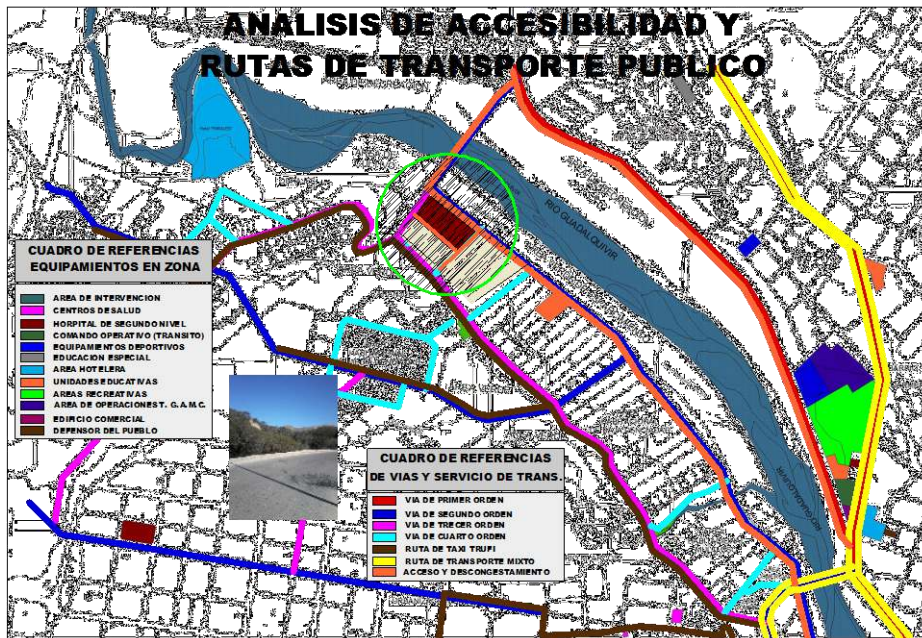 ANALISIS DE ACCESIBILIDAD Y
RUTAS DE TRANSPORTE PUBLICO
RIO GUADALQUIVIR
CUADRO DE REFERENCIAS
EQUIPAMIENTOS EN ZONA
AREA DE INTERVENCION
CENTROS DE SALUD
HORPITAL DE SEGUNDO NIVEL
COMANDO OPERATIVO (TRANSITO)
EQUIPAMENTOS DEPORTIVOS
EDUCACION ESPECIAL
AREA HOTELERA
UNIDADES EDUCATIVAS
AREAS RECREATIVAS
AREA DE OPERACIONES T. G.A.M.C.
EDIFICIO COMERCIAL
DEFENSOR DEL PUEBLO
CUADRO DE REFERENCIAS
DE VIAS Y SERVICIO DE TRANS.
VIA DE PRIMER ORDEN
VIA DE SEGUNDO ORDEN
VIA DE TRECER ORDEN
VIA DE CUARTO ORDEN
RUTA DE TAXI TRUFI
RUTA DE TRANSPORTE MIXTO
ACCESO Y DESCONGESTAMIENTO
RIO GUADALQUIVIR